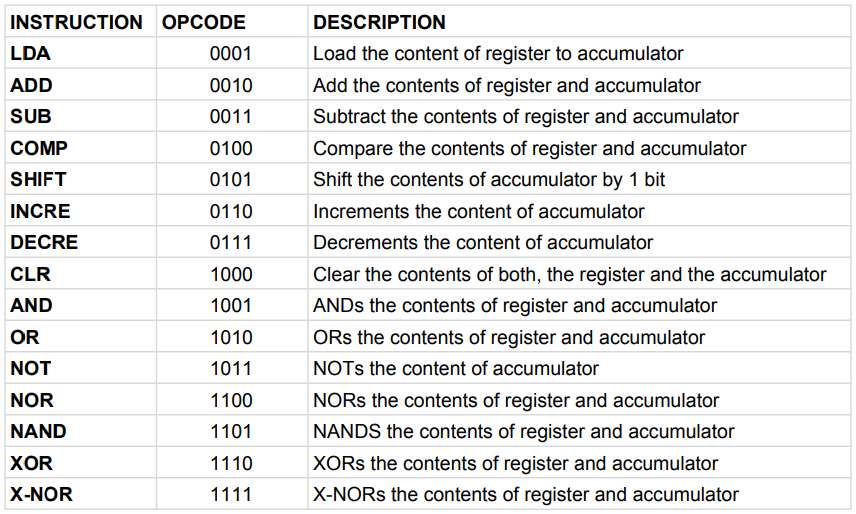 INSTRUCTION OPCODE DESCRIPTION
LDA 0001 Load the content of register to accumulator
ADD 0010 Add the contents of register and accumulator
SUB 0011 Subtract the contents of register and accumulator
COMP 0100 Compare the contents of register and accumulator
SHIFT 0101 Shift the contents of accumulator by 1 bit
INCRE 0110 Increments the content of accumulator
DECRE 0111 Decrements the content of accumulator
CLR 1000 Clear the contents of both, the register and the accumulator
AND 1001 ANDs the contents of register and accumulator
OR 1010 ORs the contents of register and accumulator
NOT 1011 NOTs the content of accumulator
NOR 1100 NORs the contents of register and accumulator
NAND 1101 NANDS the contents of register and accumulator
XOR 1110 XORs the contents of register and accumulator
X-NOR 1111 X-NORs the contents of register and accumulator